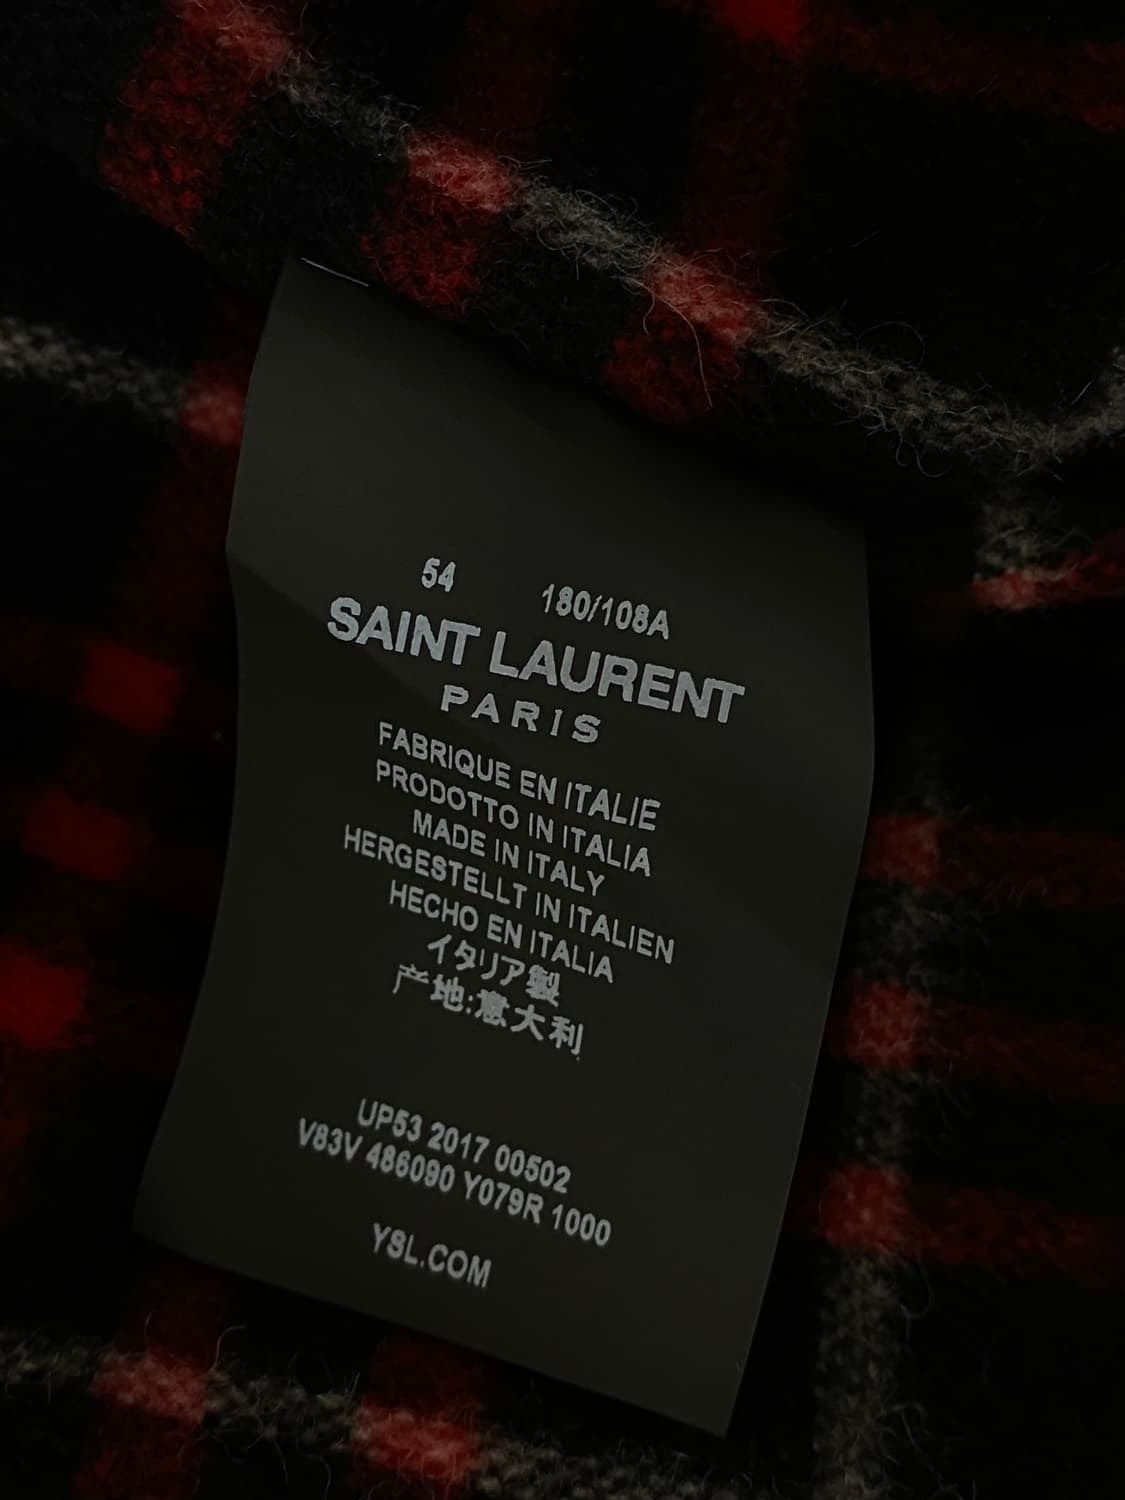 54 180/108A
SAINT LAURENT
PARIS
FABRIQUE EN ITALIE
PRODOTTO IN ITALIA
MADE IN ITALY
HERGESTELLT IN ITALIEN
HECHO EN ITALIA
イタリア製
产地:意大利
UP53 2017 00502
V83V 486090 Y079R 1000
YSL.COM